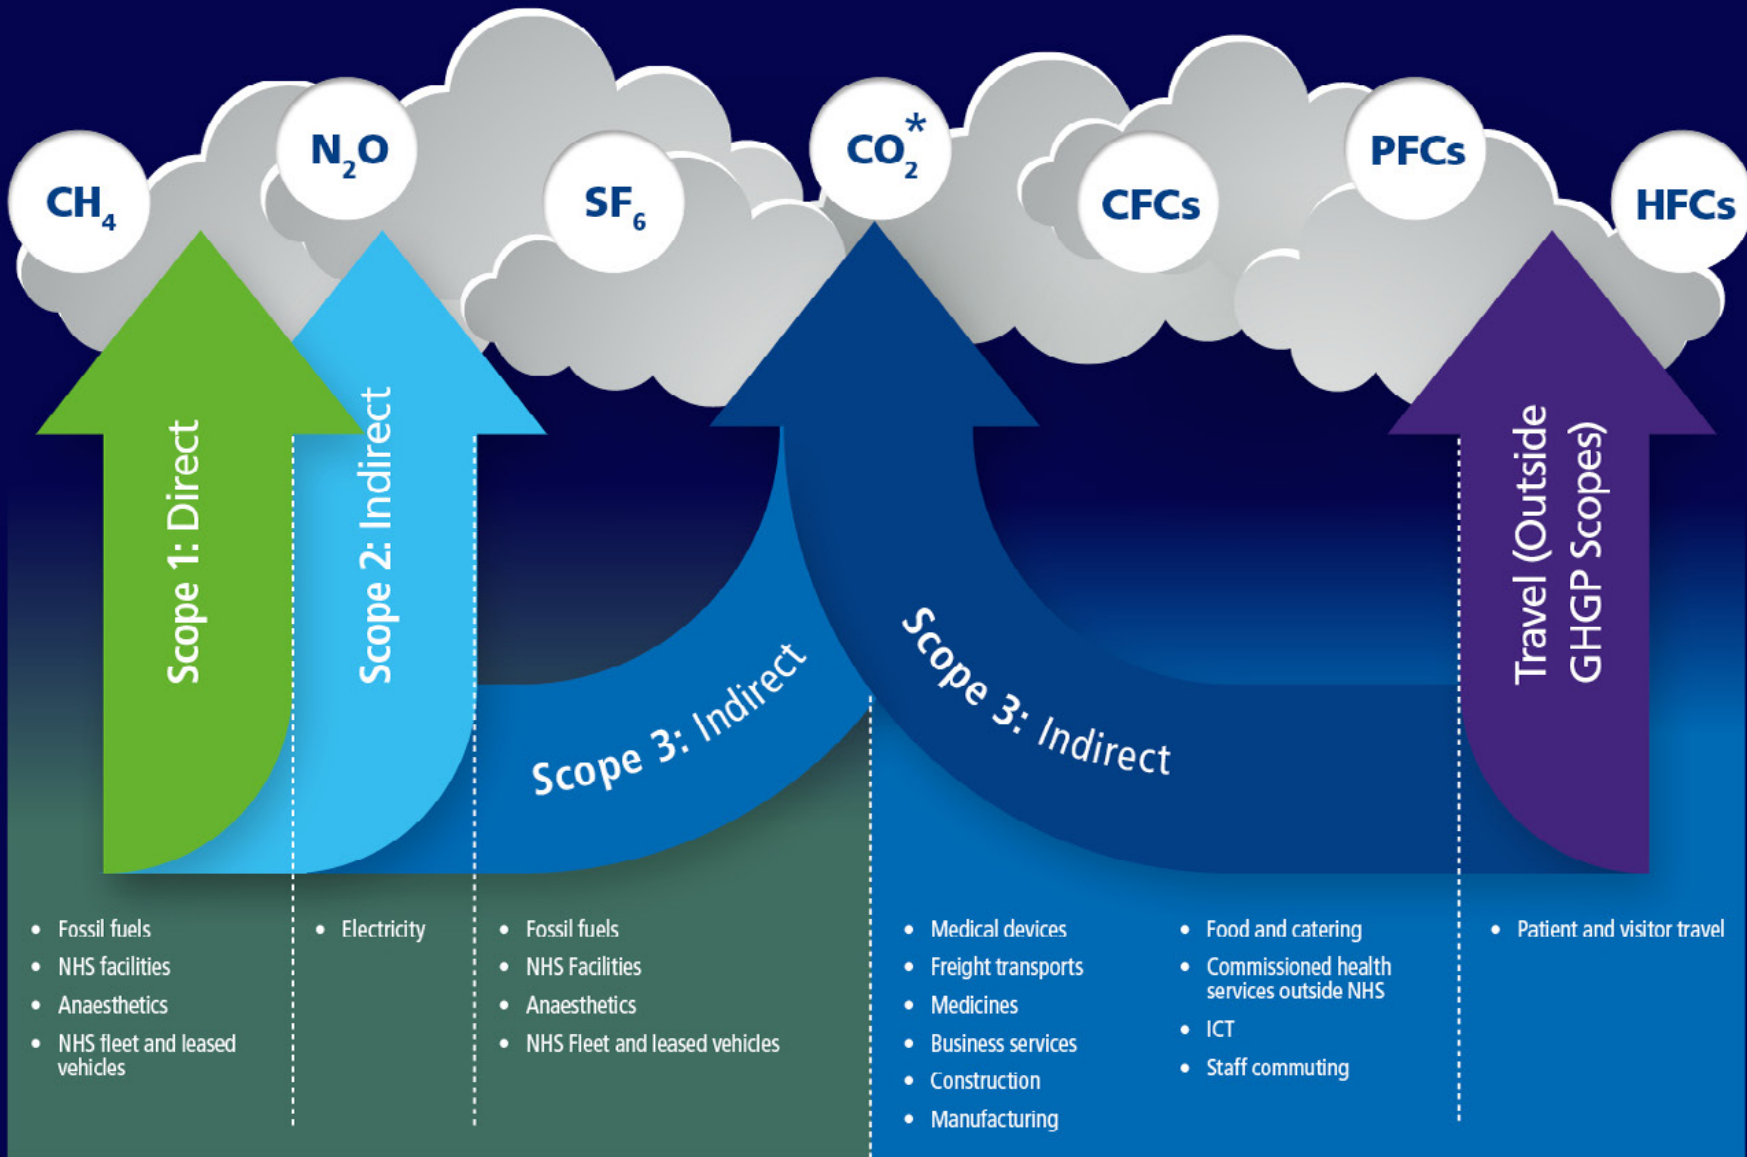 CH₄
N₂O
SF₆
CO₂*
CFCs
PFCs
HFCs
Scope 1: Direct
Scope 2: Indirect
Scope 3: Indirect
Scope 3: Indirect
Travel (Outside
GHGP Scopes)
• Fossil fuels
• NHS facilities
• Anaesthetics
• NHS fleet and leased
vehicles
• Electricity
• Fossil fuels
• NHS Facilities
• Anaesthetics
• NHS Fleet and leased vehicles
• Medical devices
• Freight transports
• Medicines
• Business services
• Construction
• Manufacturing
• Food and catering
• Commissioned health
services outside NHS
• ICT
• Staff commuting
• Patient and visitor travel